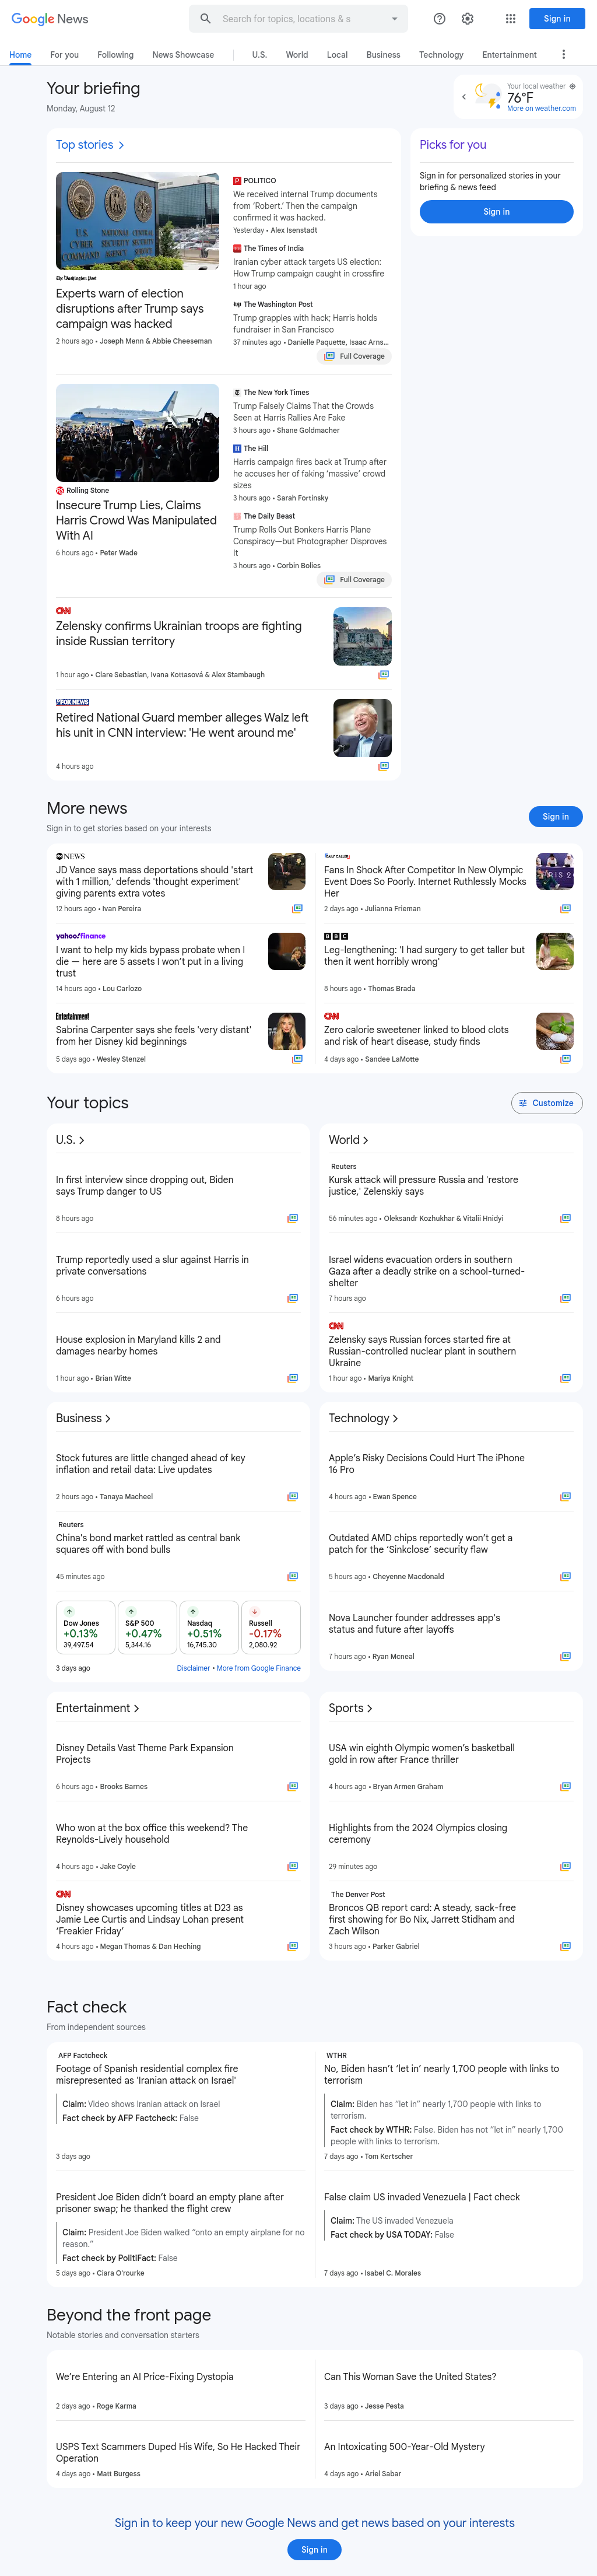 Google News
Search for topics, locations & s
Sign in
Home
For you
Following
News Showcase
U.S.
World
Local
Business
Technology
Entertainment
Your briefing
Monday, August 12
Your local weather
76°F
More on weather.com
Top stories
Picks for you
Sign in for personalized stories in your
briefing & news feed
Sign in
The Washington Post
Experts warn of election
disruptions after Trump says
campaign was hacked
2 hours ago • Joseph Menn & Abbie Cheeseman
POLITICO
We received internal Trump documents
from ‘Robert.’ Then the campaign
confirmed it was hacked.
Yesterday • Alex Isenstadt
The Times of India
Iranian cyber attack targets US election:
How Trump campaign caught in crossfire
1 hour ago
The Washington Post
Trump grapples with hack; Harris holds
fundraiser in San Francisco
37 minutes ago • Danielle Paquette, Isaac Arns...
Full Coverage
Rolling Stone
Insecure Trump Lies, Claims
Harris Crowd Was Manipulated
With AI
6 hours ago • Peter Wade
The New York Times
Trump Falsely Claims That the Crowds
Seen at Harris Rallies Are Fake
3 hours ago • Shane Goldmacher
The Hill
Harris campaign fires back at Trump after
he accuses her of faking ‘massive’ crowd
sizes
3 hours ago • Sarah Fortinsky
The Daily Beast
Trump Rolls Out Bonkers Harris Plane
Conspiracy—but Photographer Disproves
It
3 hours ago • Corbin Bolies
Full Coverage
CNN
Zelensky confirms Ukrainian troops are fighting
inside Russian territory
1 hour ago • Clare Sebastian, Ivana Kottasová & Alex Stambaugh
FOX NEWS
Retired National Guard member alleges Walz left
his unit in CNN interview: 'He went around me'
4 hours ago
More news
Sign in to get stories based on your interests
Sign in
abc NEWS
JD Vance says mass deportations should 'start
with 1 million,' defends 'thought experiment'
giving parents extra votes
12 hours ago • Ivan Pereira
DAILY CALLER
Fans In Shock After Competitor In New Olympic
Event Does So Poorly. Internet Ruthlessly Mocks
Her
2 days ago • Julianna Frieman
yahoo!finance
I want to help my kids bypass probate when I
die — here are 5 assets I won’t put in a living
trust
14 hours ago • Lou Carlozo
BBC
Leg-lengthening: 'I had surgery to get taller but
then it went horribly wrong'
8 hours ago • Thomas Brada
Entertainment
Sabrina Carpenter says she feels 'very distant'
from her Disney kid beginnings
5 days ago • Wesley Stenzel
CNN
Zero calorie sweetener linked to blood clots
and risk of heart disease, study finds
4 days ago • Sandee LaMotte
Your topics
Customize
U.S.
In first interview since dropping out, Biden
says Trump danger to US
8 hours ago
Trump reportedly used a slur against Harris in
private conversations
6 hours ago
House explosion in Maryland kills 2 and
damages nearby homes
1 hour ago • Brian Witte
World
Reuters
Kursk attack will pressure Russia and 'restore
justice,' Zelenskiy says
56 minutes ago • Oleksandr Kozhukhar & Vitalii Hnidyi
Israel widens evacuation orders in southern
Gaza after a deadly strike on a school-turned-
shelter
7 hours ago
CNN
Zelensky says Russian forces started fire at
Russian-controlled nuclear plant in southern
Ukraine
1 hour ago • Mariya Knight
Business
Stock futures are little changed ahead of key
inflation and retail data: Live updates
2 hours ago • Tanaya Macheel
Reuters
China's bond market rattled as central bank
squares off with bond bulls
45 minutes ago
Dow Jones
+0.13%
39,497.54
S&P 500
+0.47%
5,344.16
Nasdaq
+0.51%
16,745.30
Russell
-0.17%
2,080.92
3 days ago
Disclaimer • More from Google Finance
Technology
Apple’s Risky Decisions Could Hurt The iPhone
16 Pro
4 hours ago • Ewan Spence
Outdated AMD chips reportedly won’t get a
patch for the ‘Sinkclose’ security flaw
5 hours ago • Cheyenne Macdonald
Nova Launcher founder addresses app's
status and future after layoffs
7 hours ago • Ryan Mcneal
Entertainment
Disney Details Vast Theme Park Expansion
Projects
6 hours ago • Brooks Barnes
Who won at the box office this weekend? The
Reynolds-Lively household
4 hours ago • Jake Coyle
CNN
Disney showcases upcoming titles at D23 as
Jamie Lee Curtis and Lindsay Lohan present
‘Freakier Friday’
4 hours ago • Megan Thomas & Dan Heching
Sports
USA win eighth Olympic women’s basketball
gold in row after France thriller
4 hours ago • Bryan Armen Graham
Highlights from the 2024 Olympics closing
ceremony
29 minutes ago
The Denver Post
Broncos QB report card: A steady, sack-free
first showing for Bo Nix, Jarrett Stidham and
Zach Wilson
3 hours ago • Parker Gabriel
Fact check
From independent sources
AFP Factcheck
Footage of Spanish residential complex fire
misrepresented as 'Iranian attack on Israel'
Claim: Video shows Iranian attack on Israel
Fact check by AFP Factcheck: False
3 days ago
WTHR
No, Biden hasn’t ‘let in’ nearly 1,700 people with links to
terrorism
Claim: Biden has “let in” nearly 1,700 people with links to
terrorism.
Fact check by WTHR: False. Biden has not “let in” nearly 1,700
people with links to terrorism.
7 days ago • Tom Kertscher
President Joe Biden didn’t board an empty plane after
prisoner swap; he thanked the flight crew
Claim: President Joe Biden walked “onto an empty airplane for no
reason.”
Fact check by PolitiFact: False
5 days ago • Ciara O'rourke
False claim US invaded Venezuela | Fact check
Claim: The US invaded Venezuela
Fact check by USA TODAY: False
7 days ago • Isabel C. Morales
Beyond the front page
Notable stories and conversation starters
We’re Entering an AI Price-Fixing Dystopia
2 days ago • Roge Karma
Can This Woman Save the United States?
3 days ago • Jesse Pesta
USPS Text Scammers Duped His Wife, So He Hacked Their
Operation
4 days ago • Matt Burgess
An Intoxicating 500-Year-Old Mystery
4 days ago • Ariel Sabar
Sign in to keep your new Google News and get news based on your interests
Sign in